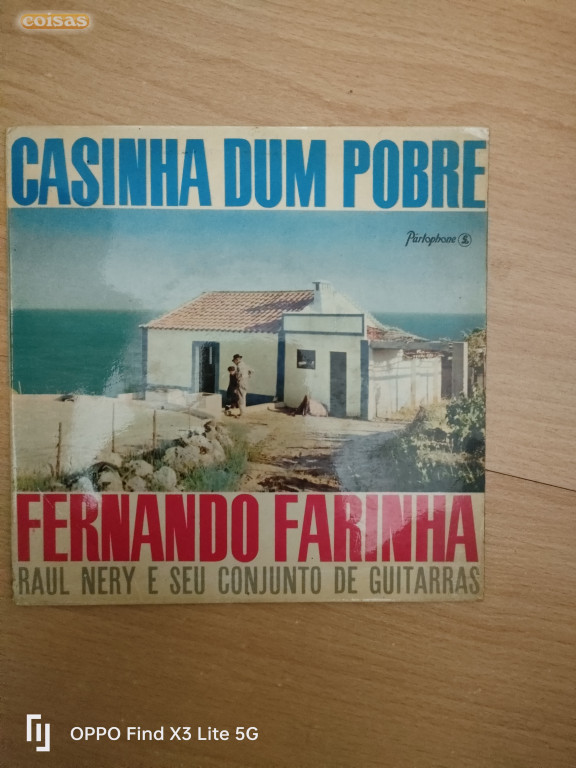 coisas
CASINHA DUM POBRE
Parlophone
FERNANDO FARINHA
RAUL NERY E SEU CONJUNTO DE GUITARRAS
OPPO Find X3 Lite 5G